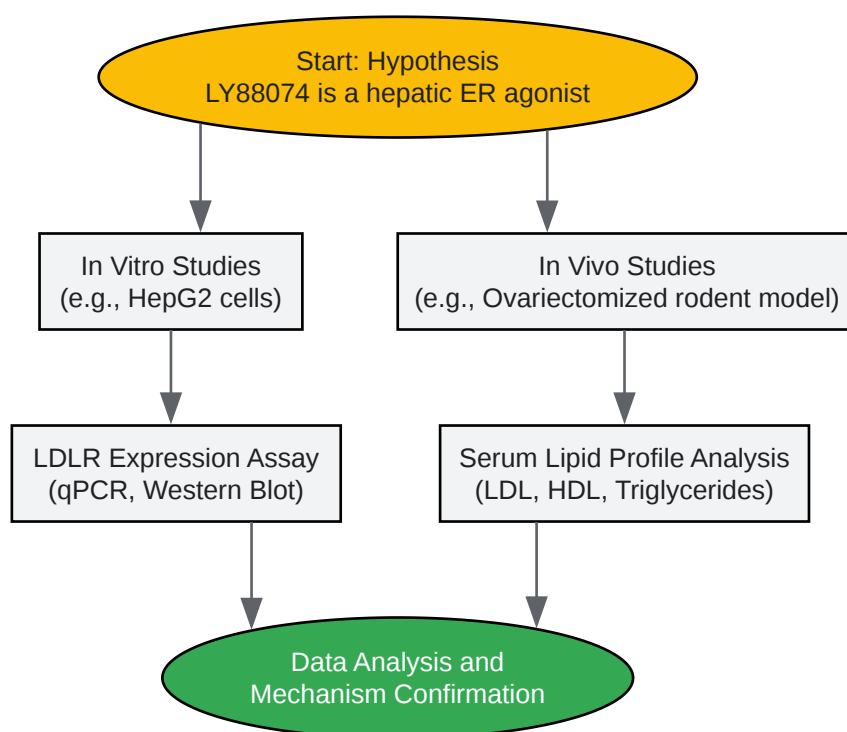 Start: Hypothesis
LY88074 is a hepatic ER agonist
In Vitro Studies
(e.g., HepG2 cells)
In Vivo Studies
(e.g., Ovariectomized rodent model)
LDLR Expression Assay
(qPCR, Western Blot)
Serum Lipid Profile Analysis
(LDL, HDL, Triglycerides)
Data Analysis and
Mechanism Confirmation